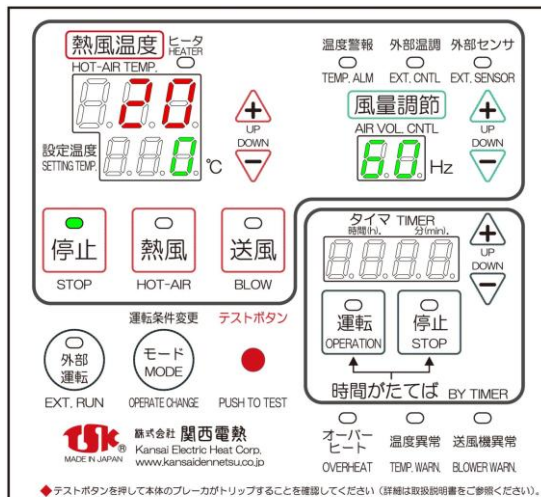 熱風温度 ヒータ
HOT-AIR TEMP. HEATER
20
設定温度
SETTING TEMP.
0 ℃
+
UP
DOWN
−
温度警報 外部温調 外部センサ
TEMP. ALM EXT. CNTL EXT. SENSOR
風量調節
AIR VOL. CNTL
60 Hz
+
UP
DOWN
−
停止 熱風 送風
STOP HOT-AIR BLOW
タイマ TIMER
時間(h). 分(min).
+
UP
DOWN
−
運転 停止
OPERATION STOP
時間がたてば BY TIMER
運転条件変更 テストボタン
外部
運転
モード
MODE
EXT. RUN OPERATE CHANGE PUSH TO TEST
オーバー
ヒート
温度異常 送風機異常
OVERHEAT TEMP. WARN. BLOWER WARN.
TSK
MADE IN JAPAN
株式会社 関西電熱
Kansai Electric Heat Corp.
www.kansaidennetsu.co.jp
◆テストボタンを押して本体のブレーカがトリップすることを確認してください（詳細は取扱説明書をご参照ください）。